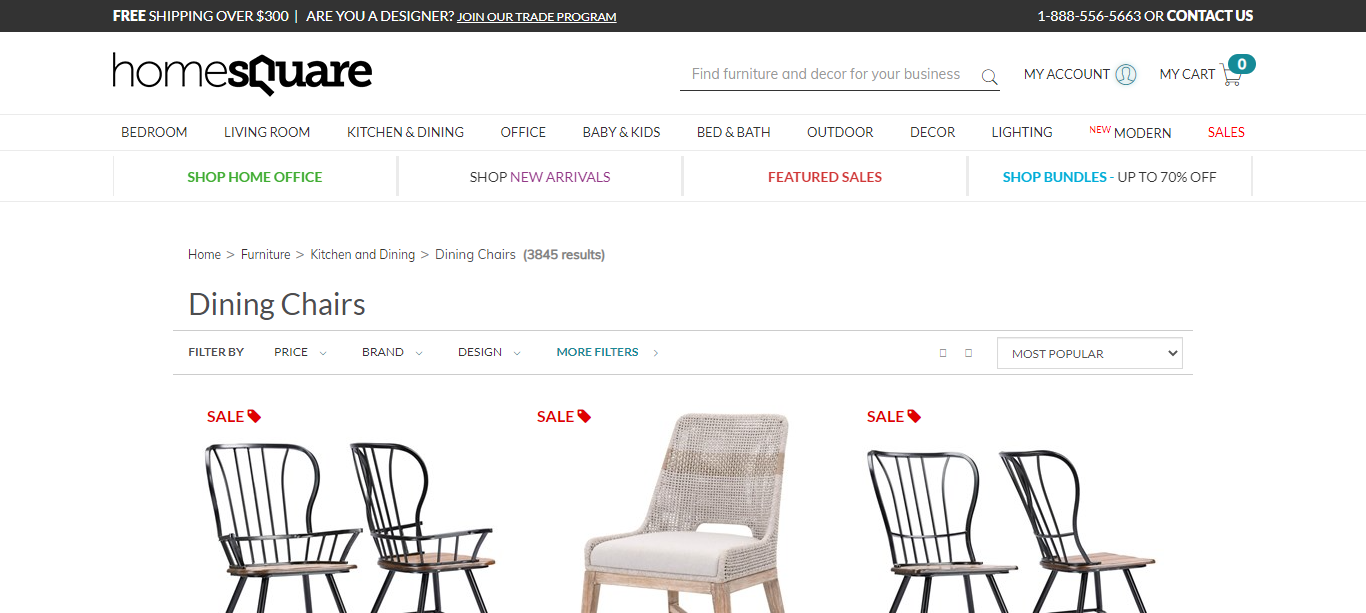 FREE SHIPPING OVER $300 | ARE YOU A DESIGNER? JOIN OUR TRADE PROGRAM
1-888-556-5663 OR CONTACT US
homesquare
Find furniture and decor for your business
MY ACCOUNT
MY CART
0
BEDROOM LIVING ROOM KITCHEN & DINING OFFICE BABY & KIDS BED & BATH OUTDOOR DECOR LIGHTING NEW MODERN SALES
SHOP HOME OFFICE
SHOP NEW ARRIVALS
FEATURED SALES
SHOP BUNDLES - UP TO 70% OFF
Home > Furniture > Kitchen and Dining > Dining Chairs (3845 results)
Dining Chairs
FILTER BY PRICE BRAND DESIGN MORE FILTERS
MOST POPULAR
SALE
SALE
SALE